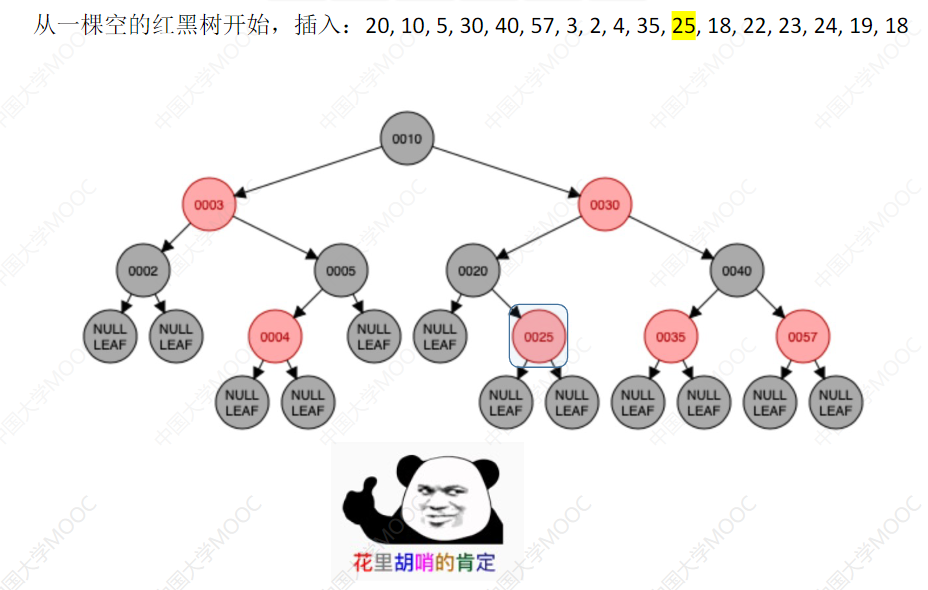 从一棵空的红黑树开始，插入：20, 10, 5, 30, 40, 57, 3, 2, 4, 35, 25, 18, 22, 23, 24, 19, 18
0010
0003
0030
0002
0005
0020
0040
NULL
LEAF
NULL
LEAF
0004
NULL
LEAF
NULL
LEAF
0025
0035
0057
NULL
LEAF
NULL
LEAF
NULL
LEAF
NULL
LEAF
NULL
LEAF
NULL
LEAF
NULL
LEAF
NULL
LEAF
花里胡哨的肯定
中国大学MOOC